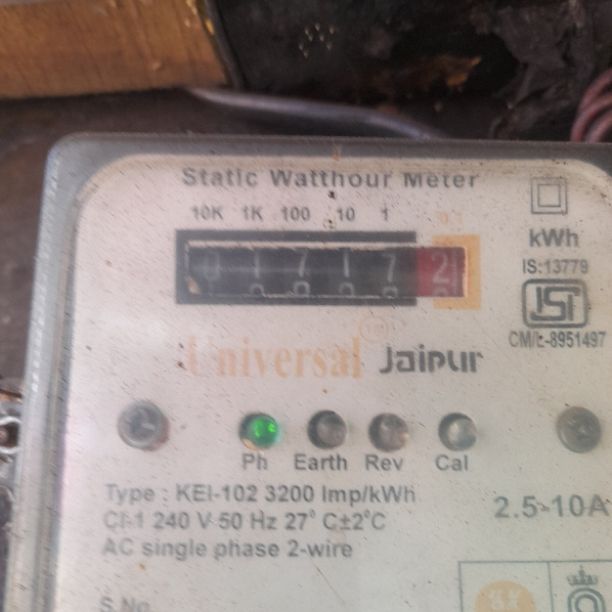 Static Watthour Meter
10K 1K 100 10 1
0 1 7 1 7 2
kWh
IS:13779
ISI
CM/L-8951497
Universal Jaipur
Ph Earth Rev Cal
Type : KEI-102 3200 Imp/kWh
Cl-1 240 V 50 Hz 27° C±2°C
2.5-10A
AC single phase 2-wire
S.No